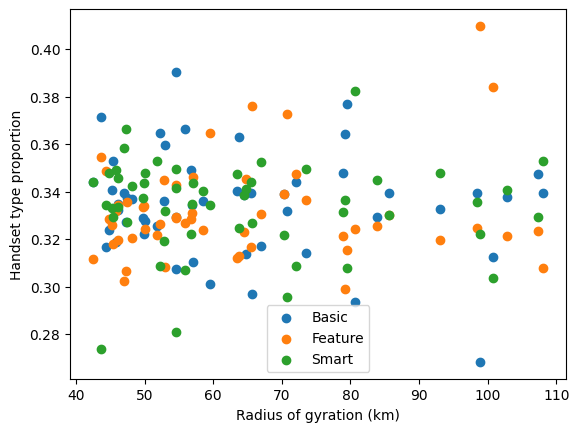 0.40
0.38
0.36
0.34
0.32
0.30
0.28
Handset type proportion
Basic
Feature
Smart
40 50 60 70 80 90 100 110
Radius of gyration (km)